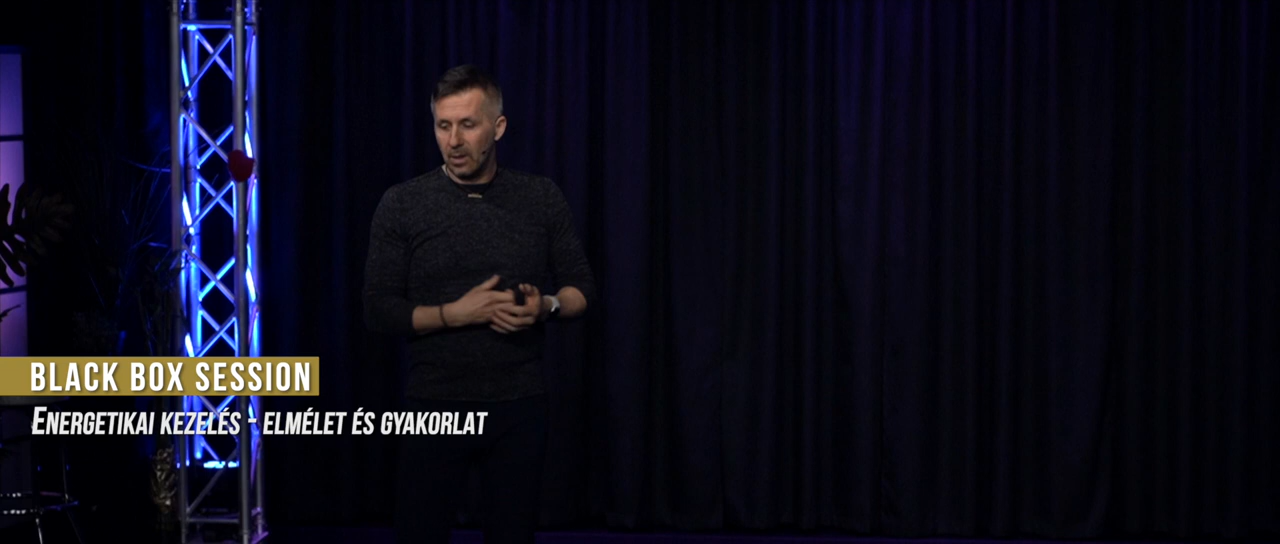 BLACK BOX SESSION
ENERGETIKAI KEZELÉS - ELMÉLET ÉS GYAKORLAT